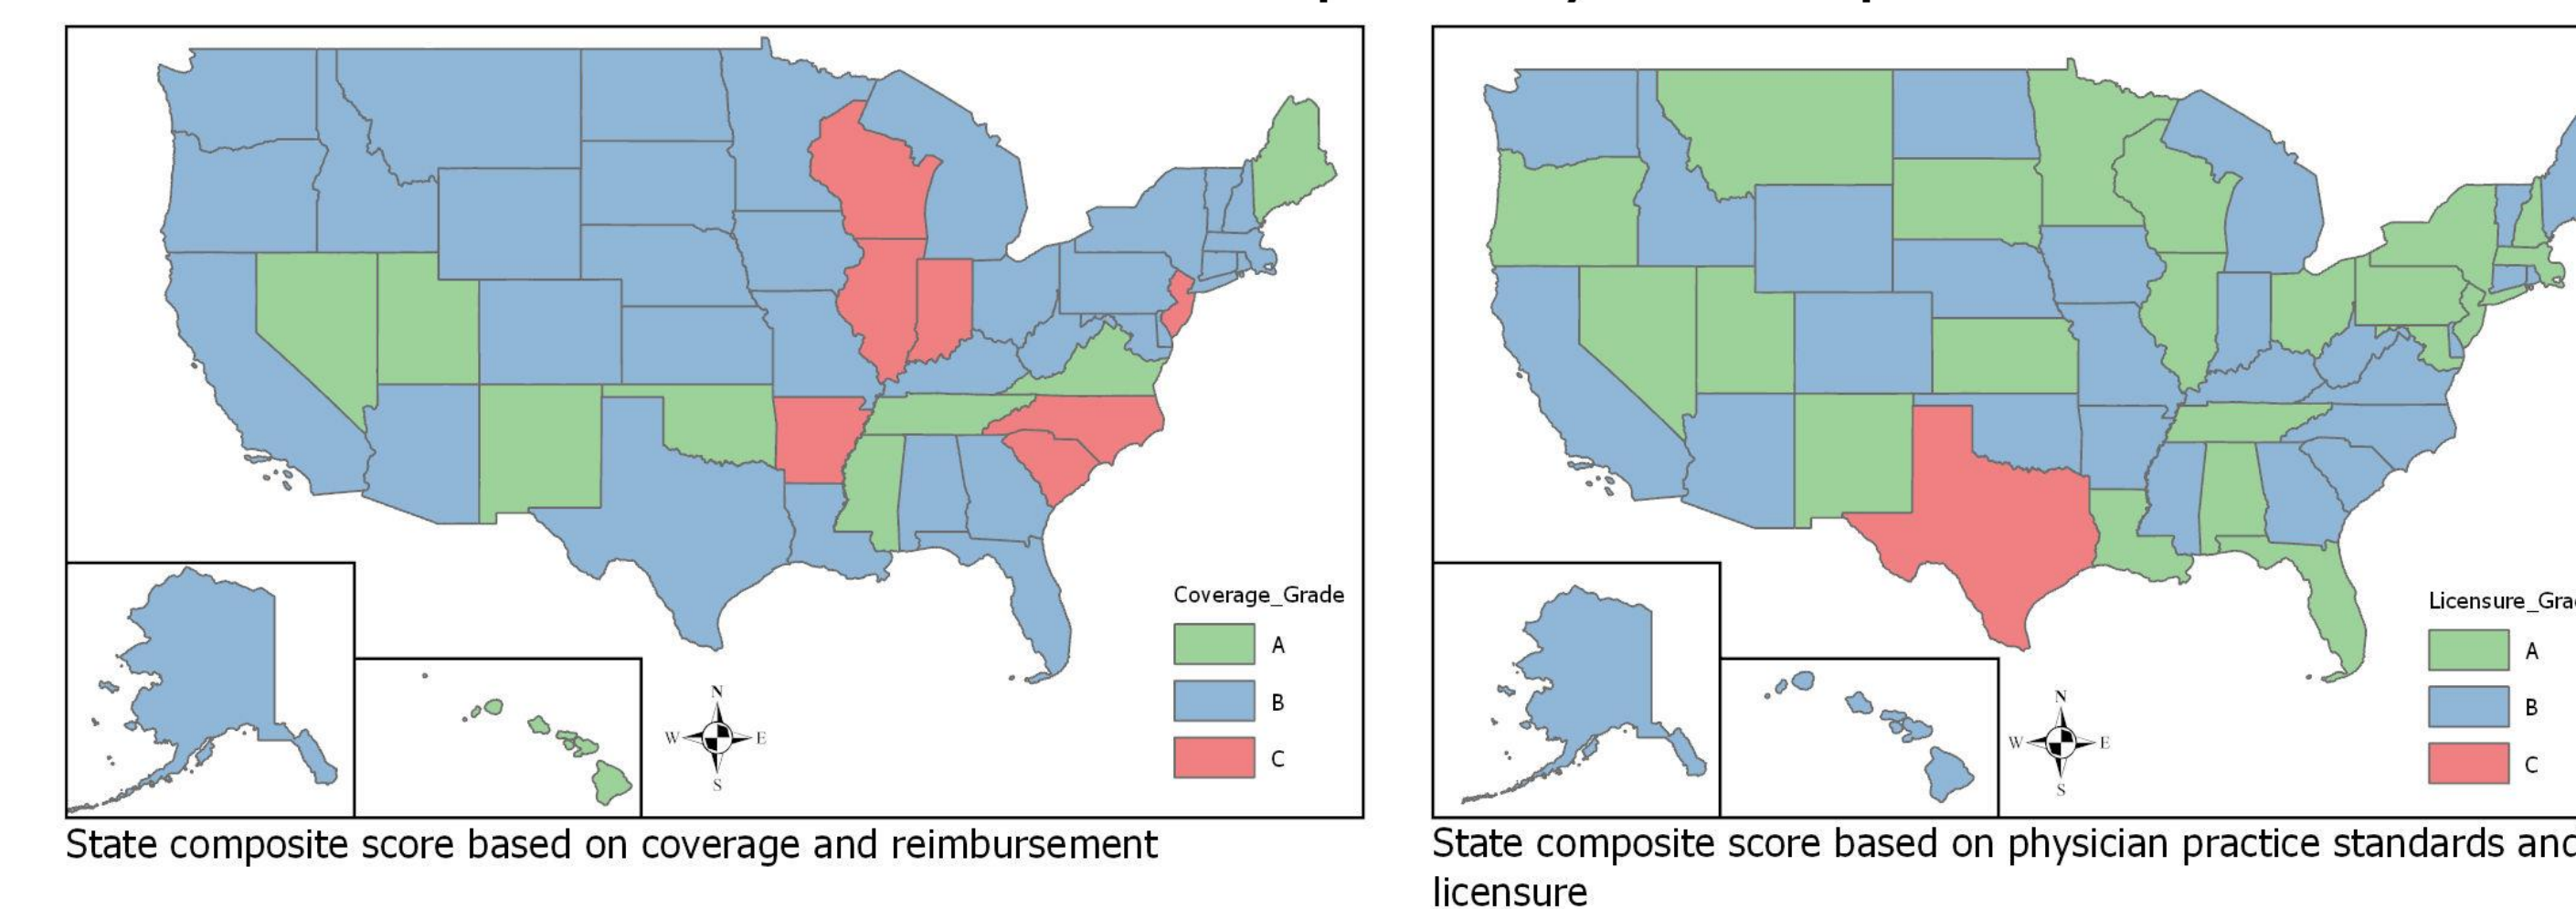 Coverage_Grade
A
B
C
N
W E
S
State composite score based on coverage and reimbursement
A
B
C
N
W E
S
State composite score based on physician practice standards and
licensure